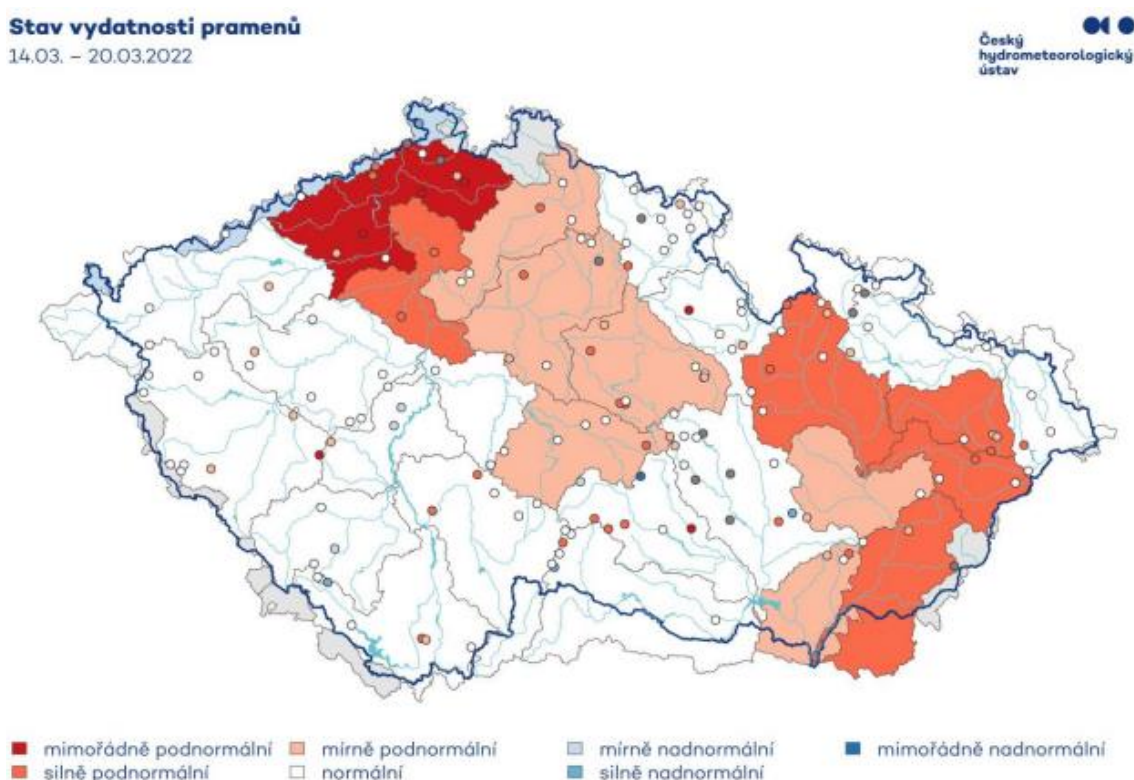 Stav vydatnosti pramenů
14.03. – 20.03.2022
Český
hydrometeorologický
ústav
mimořádně podnormální
mírně podnormální
mírně nadnormální
mimořádně nadnormální
silně podnormální
normální
silně nadnormální